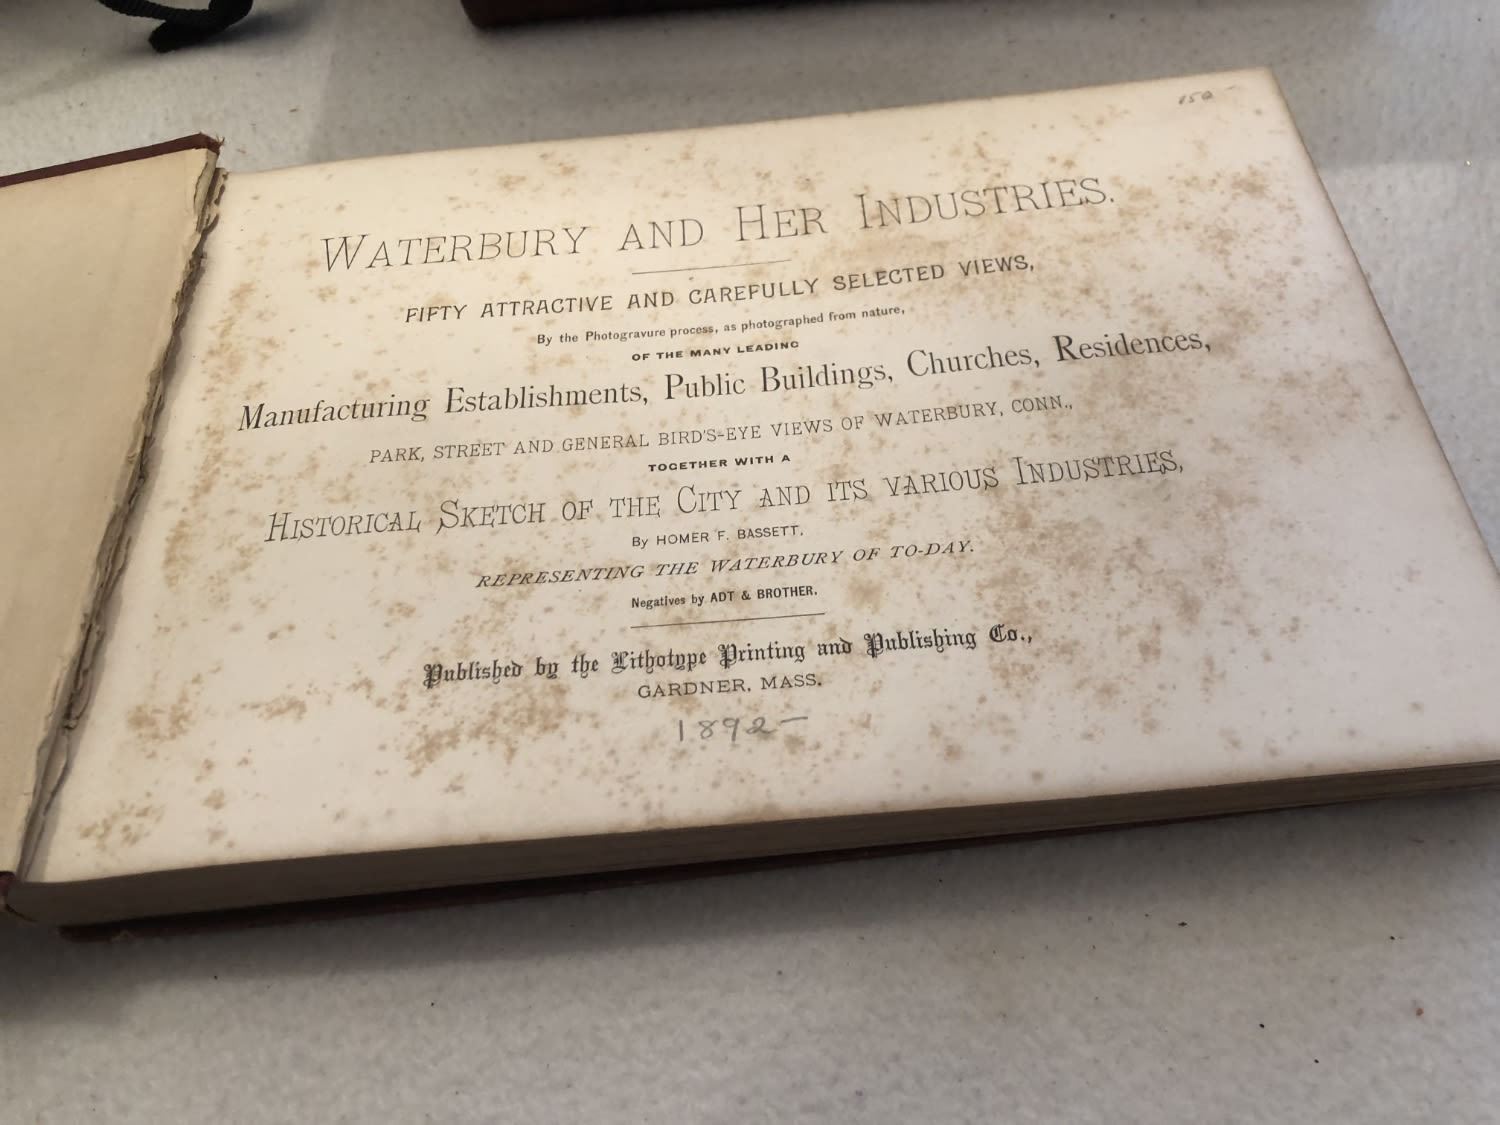 850 -
WATERBURY AND HER INDUSTRIES.
FIFTY ATTRACTIVE AND CAREFULLY SELECTED VIEWS,
By the Photogravure process, as photographed from nature,
OF THE MANY LEADING
Manufacturing Establishments, Public Buildings, Churches, Residences,
PARK, STREET AND GENERAL BIRD'S-EYE VIEWS OF WATERBURY, CONN.,
TOGETHER WITH A
HISTORICAL SKETCH OF THE CITY AND ITS VARIOUS INDUSTRIES,
By HOMER F. BASSETT,
REPRESENTING THE WATERBURY OF TO-DAY.
Negatives by ADT & BROTHER.
Published by the Lithotype Printing and Publishing Co.,
GARDNER, MASS.
1892 -